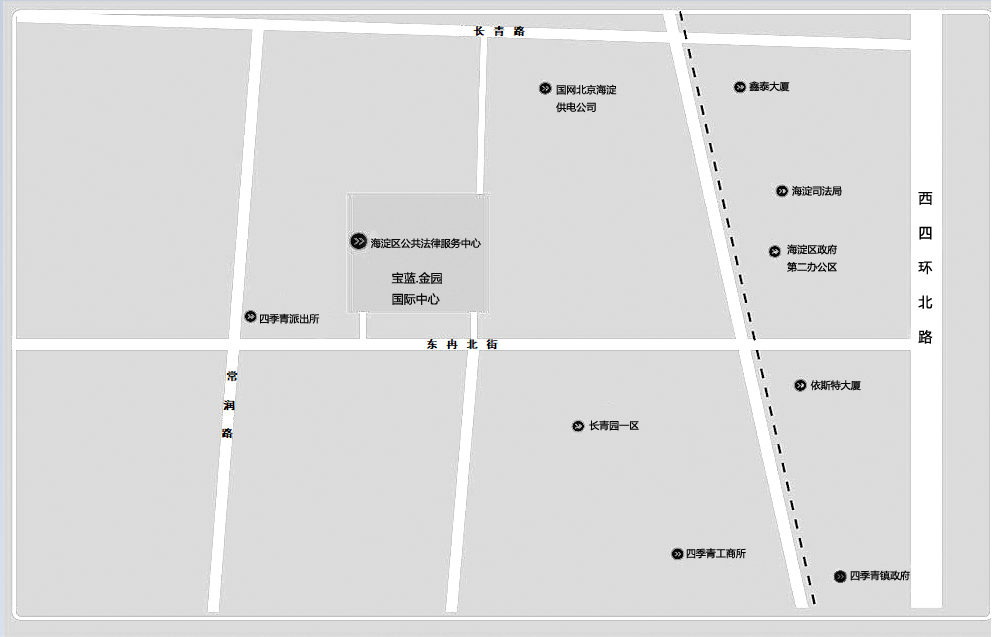 长青路
国网北京海淀
供电公司
鑫泰大厦
海淀司法局
西四环北路
海淀区公共法律服务中心
海淀区政府
第二办公区
宝蓝.金园
国际中心
四季青派出所
东冉北街
常润路
依斯特大厦
长青园一区
四季青工商所
四季青镇政府